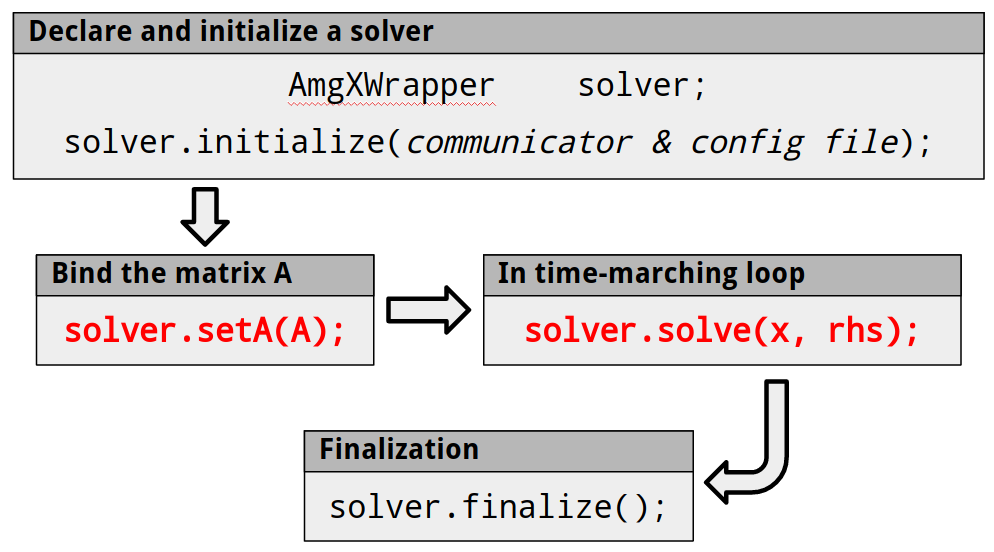 Declare and initialize a solver
AmgXWrapper solver;
solver.initialize(communicator & config file);
Bind the matrix A
solver.setA(A);
In time-marching loop
solver.solve(x, rhs);
Finalization
solver.finalize();